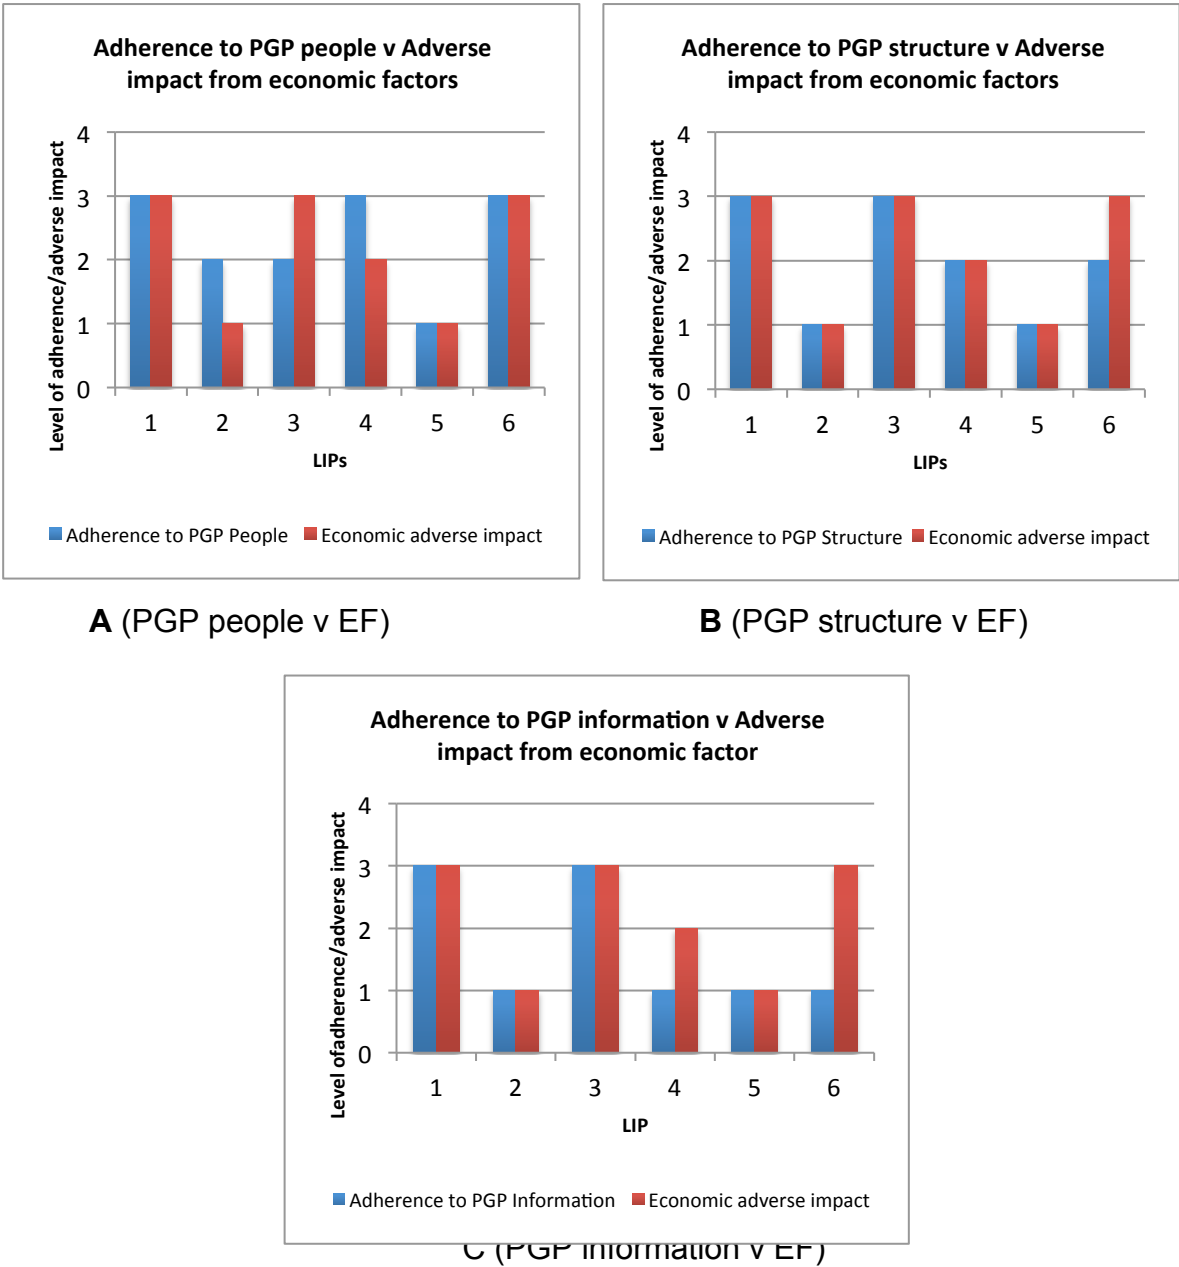 Adherence to PGP people v Adverse
impact from economic factors
Level of adherence/adverse impact
4
3
2
1
0
1 2 3 4 5 6
LIPs
Adherence to PGP People Economic adverse impact
A (PGP people v EF)
Adherence to PGP structure v Adverse
impact from economic factors
Level of adherence/adverse impact
4
3
2
1
0
1 2 3 4 5 6
LIPs
Adherence to PGP Structure Economic adverse impact
B (PGP structure v EF)
Adherence to PGP information v Adverse
impact from economic factor
Level ofadherence/adverse impact
4
3
2
1
0
1 2 3 4 5 6
LIP
Adherence to PGP Information Economic adverse impact
C (PGP information v EF)